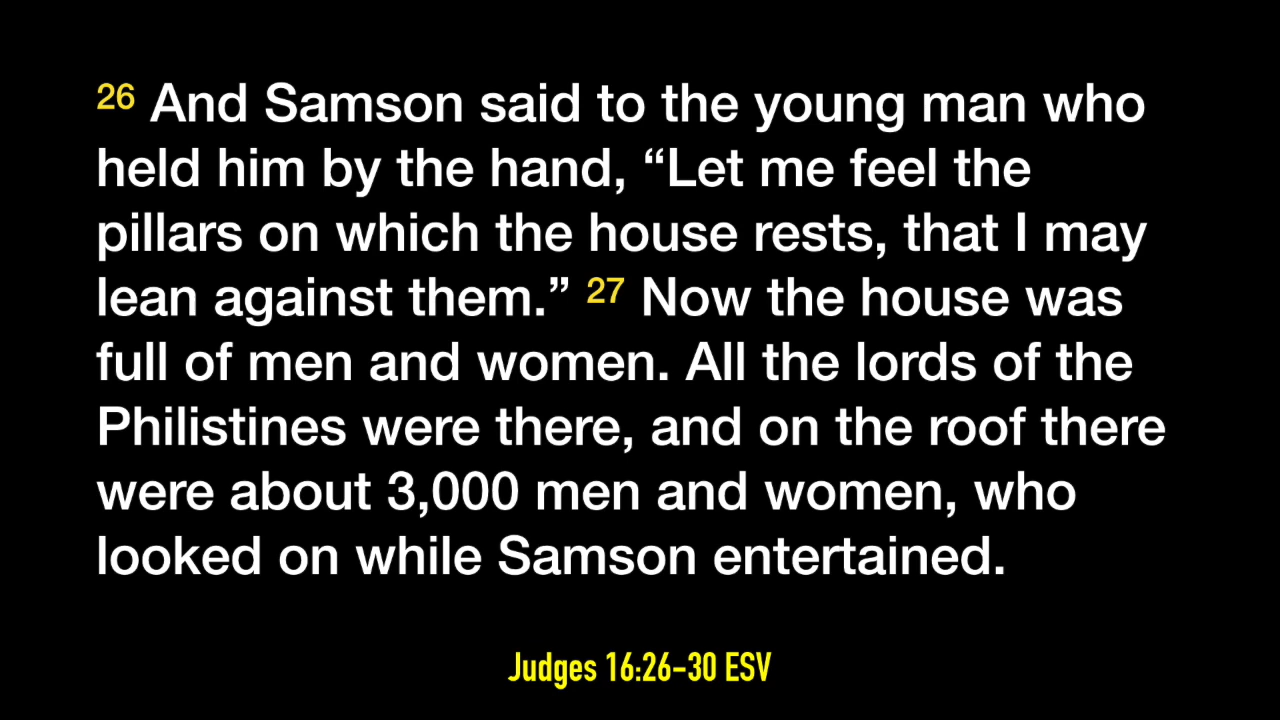 26 And Samson said to the young man who
held him by the hand, “Let me feel the
pillars on which the house rests, that I may
lean against them.” 27 Now the house was
full of men and women. All the lords of the
Philistines were there, and on the roof there
were about 3,000 men and women, who
looked on while Samson entertained.
Judges 16:26–30 ESV